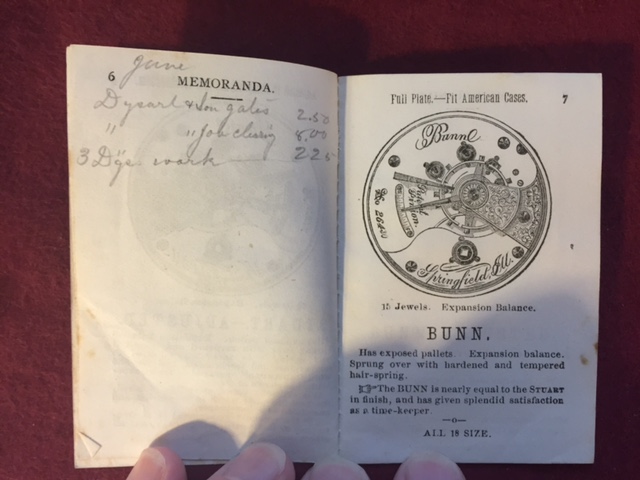 6
June
MEMORANDA.
Dysart & Son gates 2.50
" " for clearing 8.00
3 Dys work 2 25
Full Plate.—Fit American Cases. 7
Bunn
No 26420
Springfield, Ill.
15 Jewels. Expansion Balance.
BUNN.
Has exposed pallets. Expansion balance.
Sprung over with hardened and tempered
hair-spring.
☞The BUNN is nearly equal to the STUART
in finish, and has given splendid satisfaction
as a time-keeper.
—o—
ALL 18 SIZE.